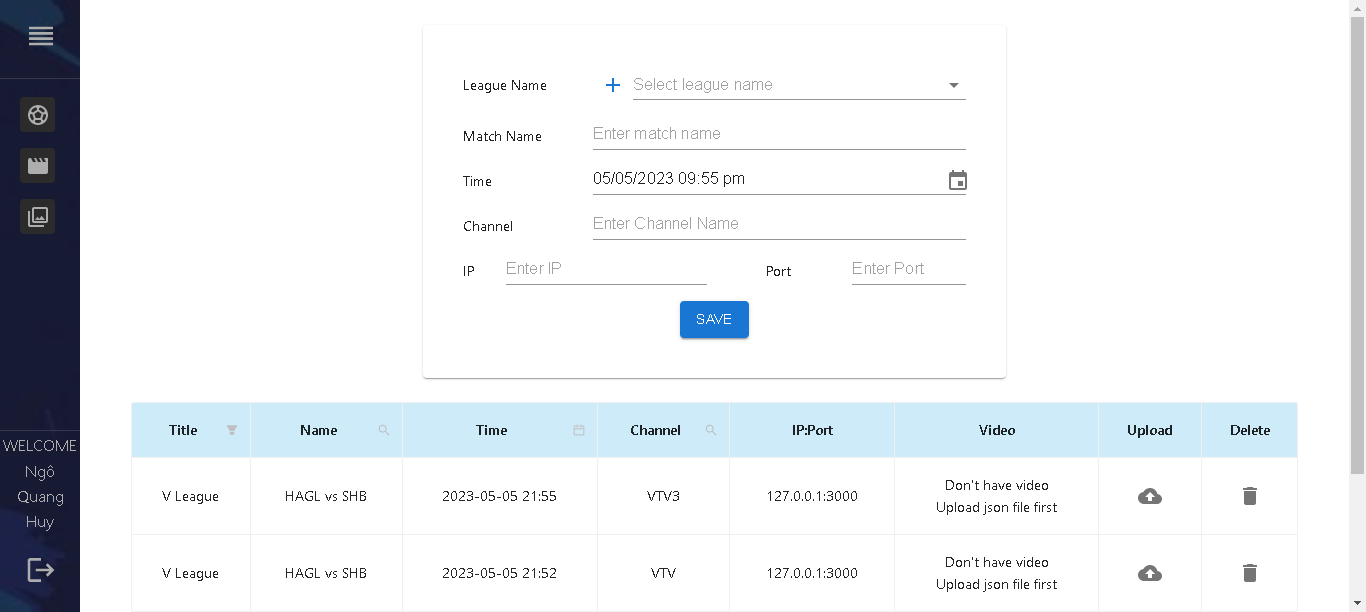 League Name
Select league name
Match Name
Enter match name
Time
05/05/2023 09:55 pm
Channel
Enter Channel Name
IP
Enter IP
Port
Enter Port
SAVE
WELCOME
Ngô
Quang
Huy
Title Name Time Channel IP:Port Video Upload Delete
V League HAGL vs SHB 2023-05-05 21:55 VTV3 127.0.0.1:3000 Don't have video
Upload json file first
V League HAGL vs SHB 2023-05-05 21:52 VTV 127.0.0.1:3000 Don't have video
Upload json file first